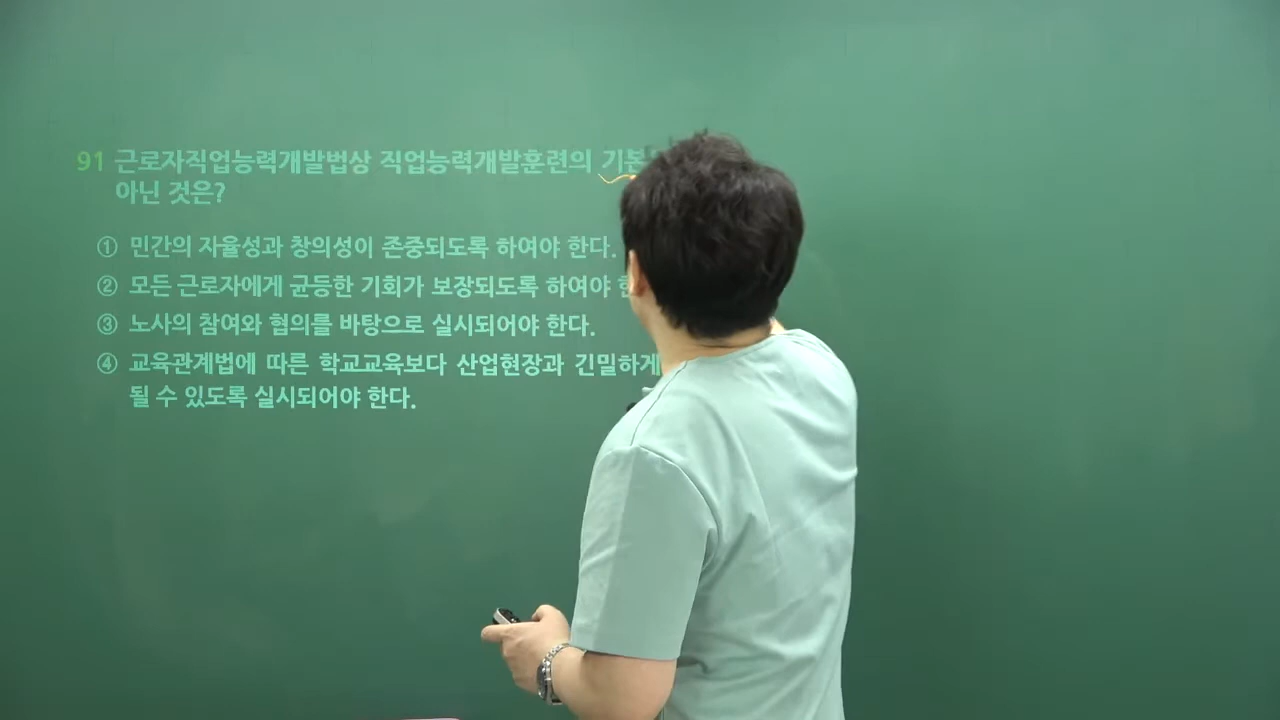 91 근로자직업능력개발법상 직업능력개발훈련의 기본
아닌 것은?
① 민간의 자율성과 창의성이 존중되도록 하여야 한다.
② 모든 근로자에게 균등한 기회가 보장되도록 하여야
③ 노사의 참여와 협의를 바탕으로 실시되어야 한다.
④ 교육관계법에 따른 학교교육보다 산업현장과 긴밀하게
될 수 있도록 실시되어야 한다.